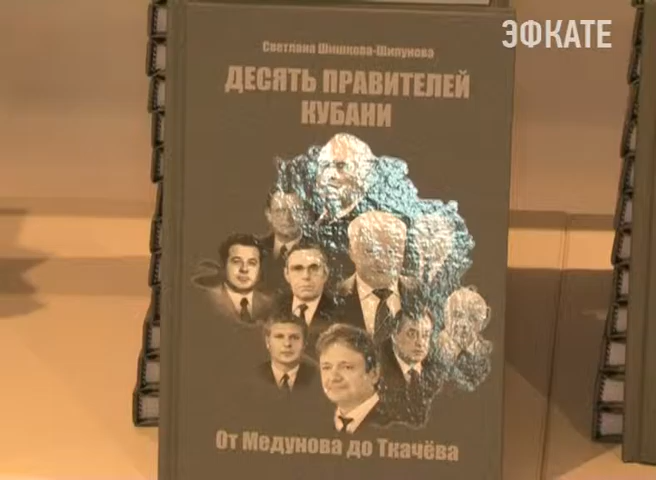 ЭФКАТЕ
Светлана Шишкова-Шипунова
ДЕСЯТЬ ПРАВИТЕЛЕЙ
КУБАНИ
От Медунова до Ткачёва